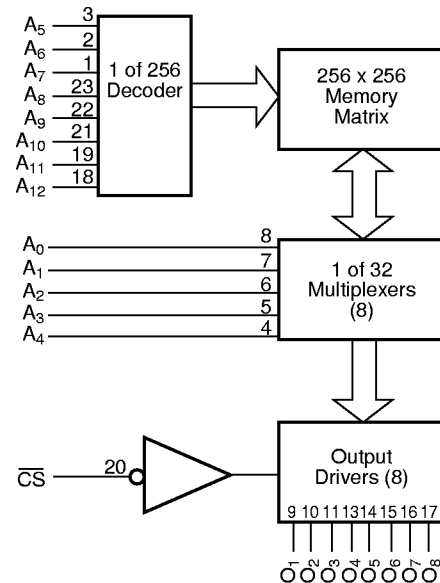 A5 3
A6 2
A7 1
A8 23
A9 22
A10 21
A11 19
A12 18
1 of 256
Decoder
256 x 256
Memory
Matrix
A0 8
A1 7
A2 6
A3 5
A4 4
1 of 32
Multiplexers
(8)
CS 20
Output
Drivers (8)
9 10 11 13 14 15 16 17
O1 O2 O3 O4 O5 O6 O7 O8